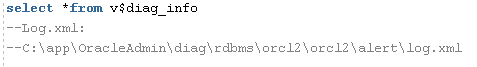 select *from v$diag_info
--Log.xml:
--C:\app\OracleAdmin\diag\rdbms\orcl2\orcl2\alert\log.xml